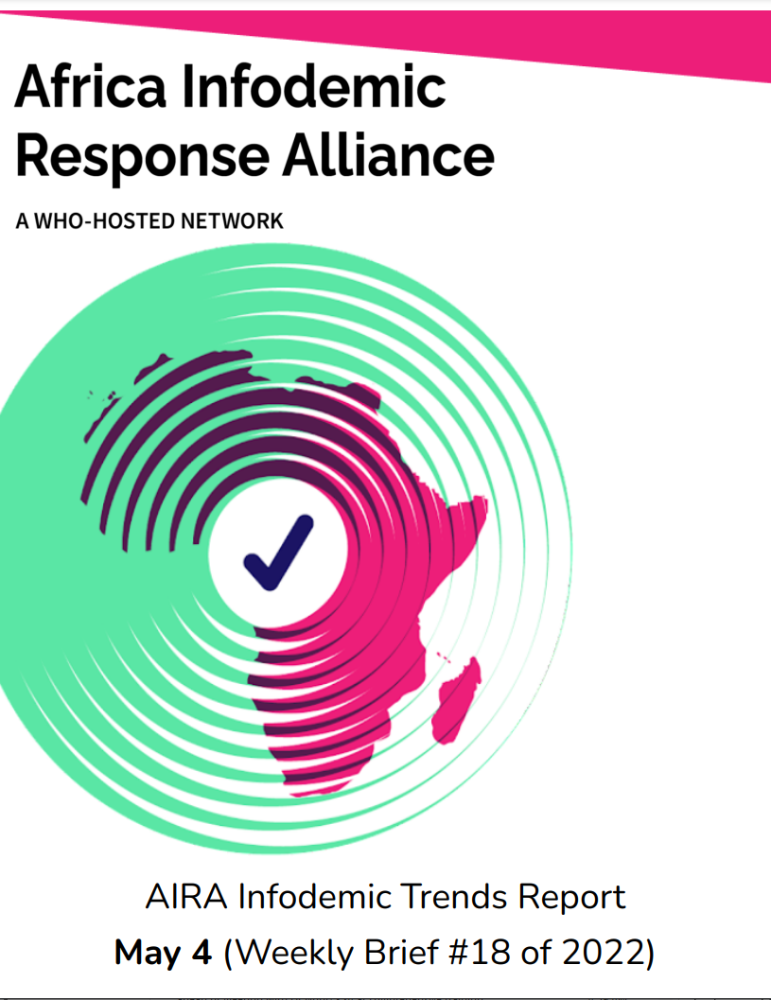 Africa Infodemic
Response Alliance
A WHO-HOSTED NETWORK
AIRA Infodemic Trends Report
May 4 (Weekly Brief #18 of 2022)